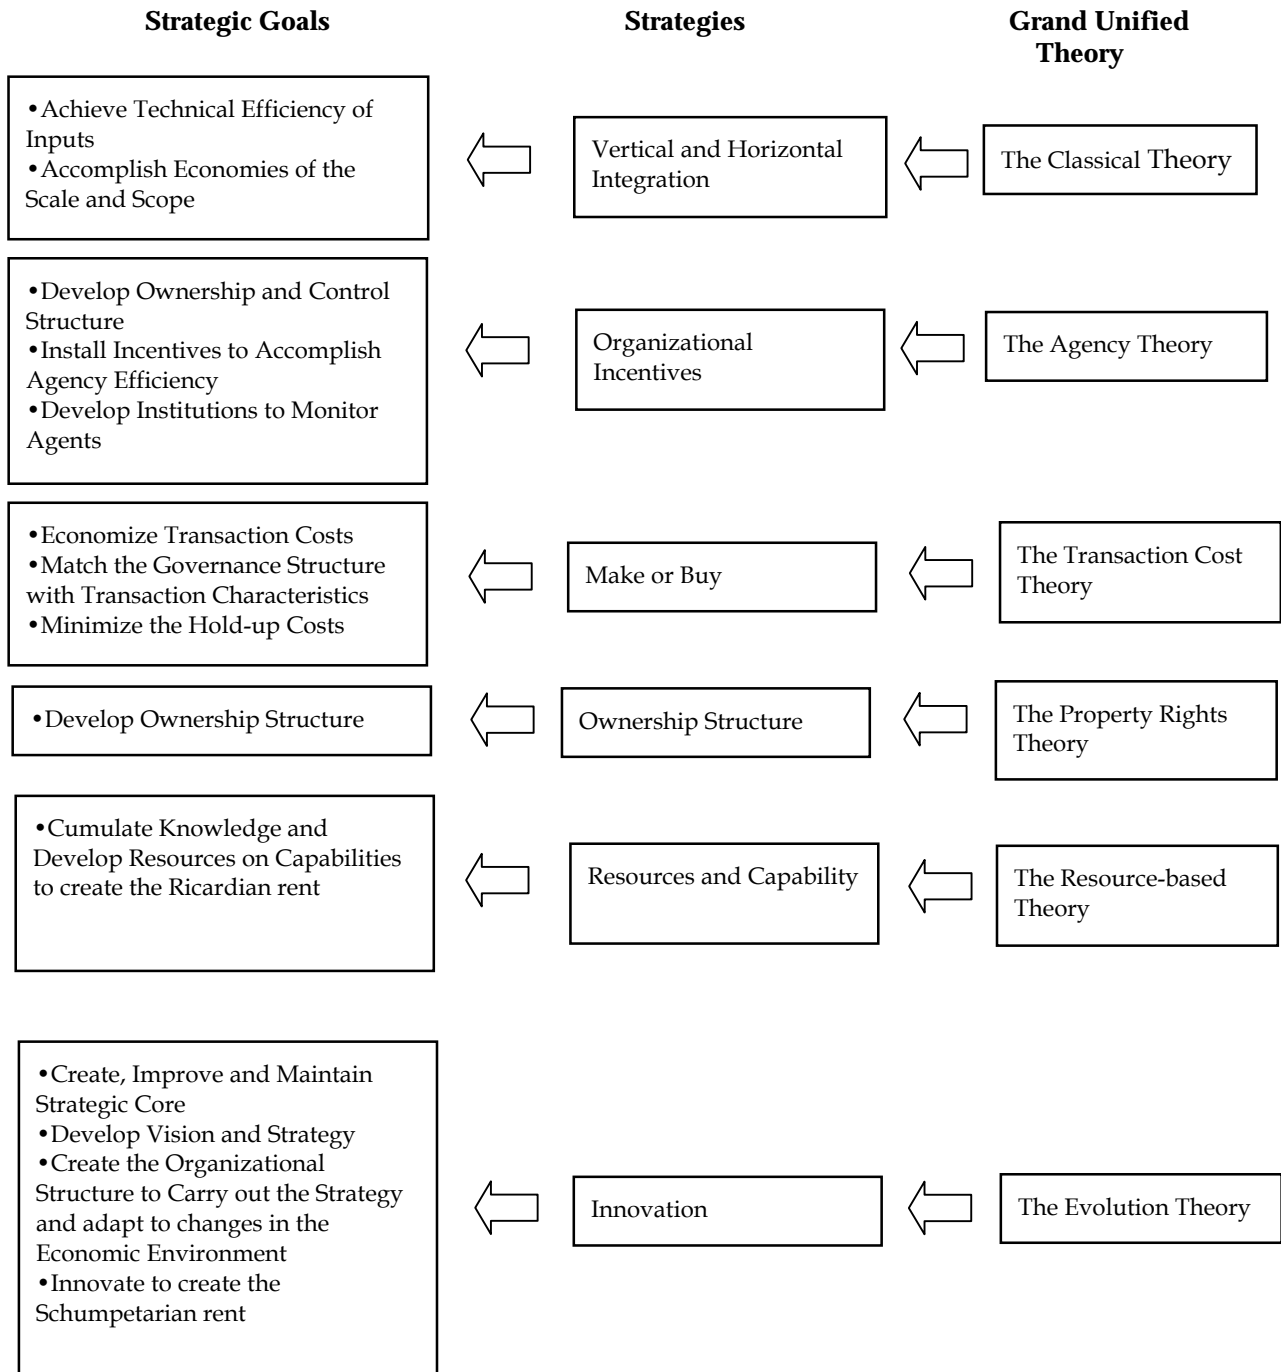 Strategic Goals
Strategies
Grand Unified
Theory
•Achieve Technical Efficiency of
Inputs
•Accomplish Economies of the
Scale and Scope
Vertical and Horizontal
Integration
The Classical Theory
•Develop Ownership and Control
Structure
•Install Incentives to Accomplish
Agency Efficiency
•Develop Institutions to Monitor
Agents
Organizational
Incentives
The Agency Theory
•Economize Transaction Costs
•Match the Governance Structure
with Transaction Characteristics
•Minimize the Hold-up Costs
Make or Buy
The Transaction Cost
Theory
•Develop Ownership Structure
Ownership Structure
The Property Rights
Theory
•Cumulate Knowledge and
Develop Resources on Capabilities
to create the Ricardian rent
Resources and Capability
The Resource-based
Theory
•Create, Improve and Maintain
Strategic Core
•Develop Vision and Strategy
•Create the Organizational
Structure to Carry out the Strategy
and adapt to changes in the
Economic Environment
•Innovate to create the
Schumpetarian rent
Innovation
The Evolution Theory